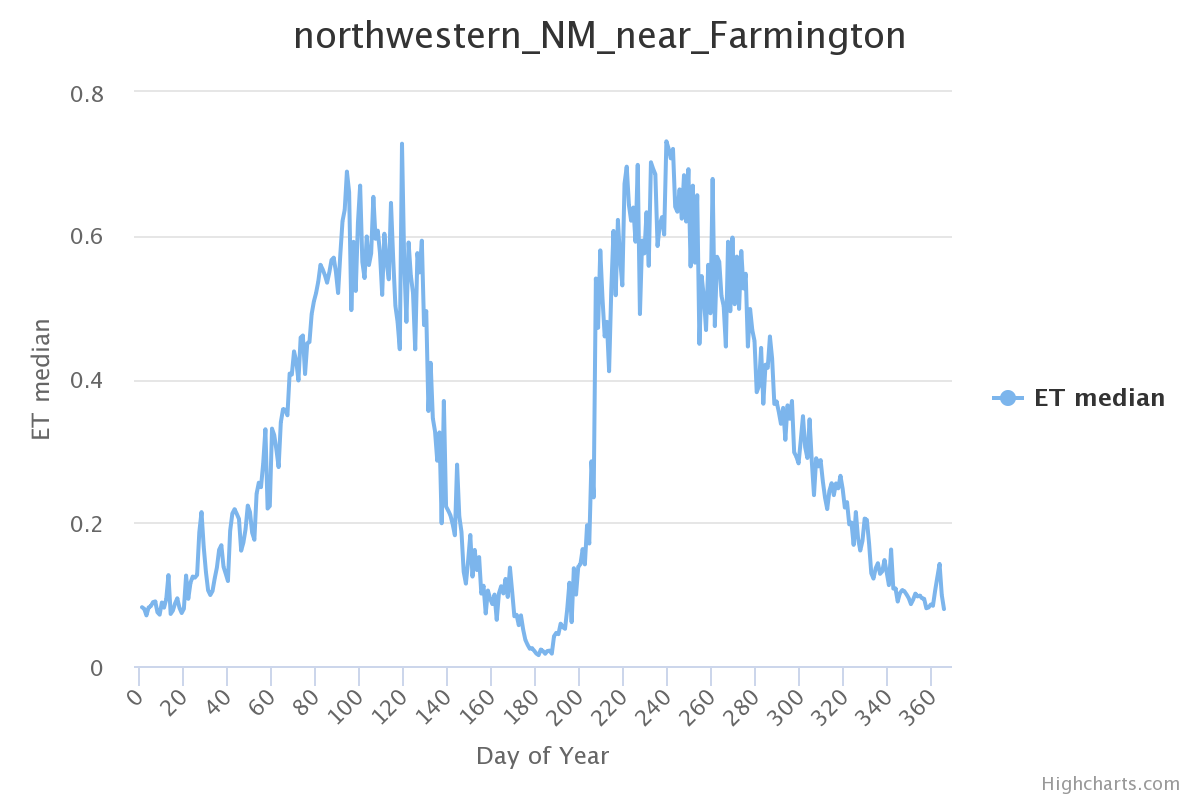 northwestern_NM_near_Farmington
0.8
0.6
0.4
0.2
0
ET median
ET median
0 20 40 60 80 100 120 140 160 180 200 220 240 260 280 300 320 340 360
Day of Year
Highcharts.com